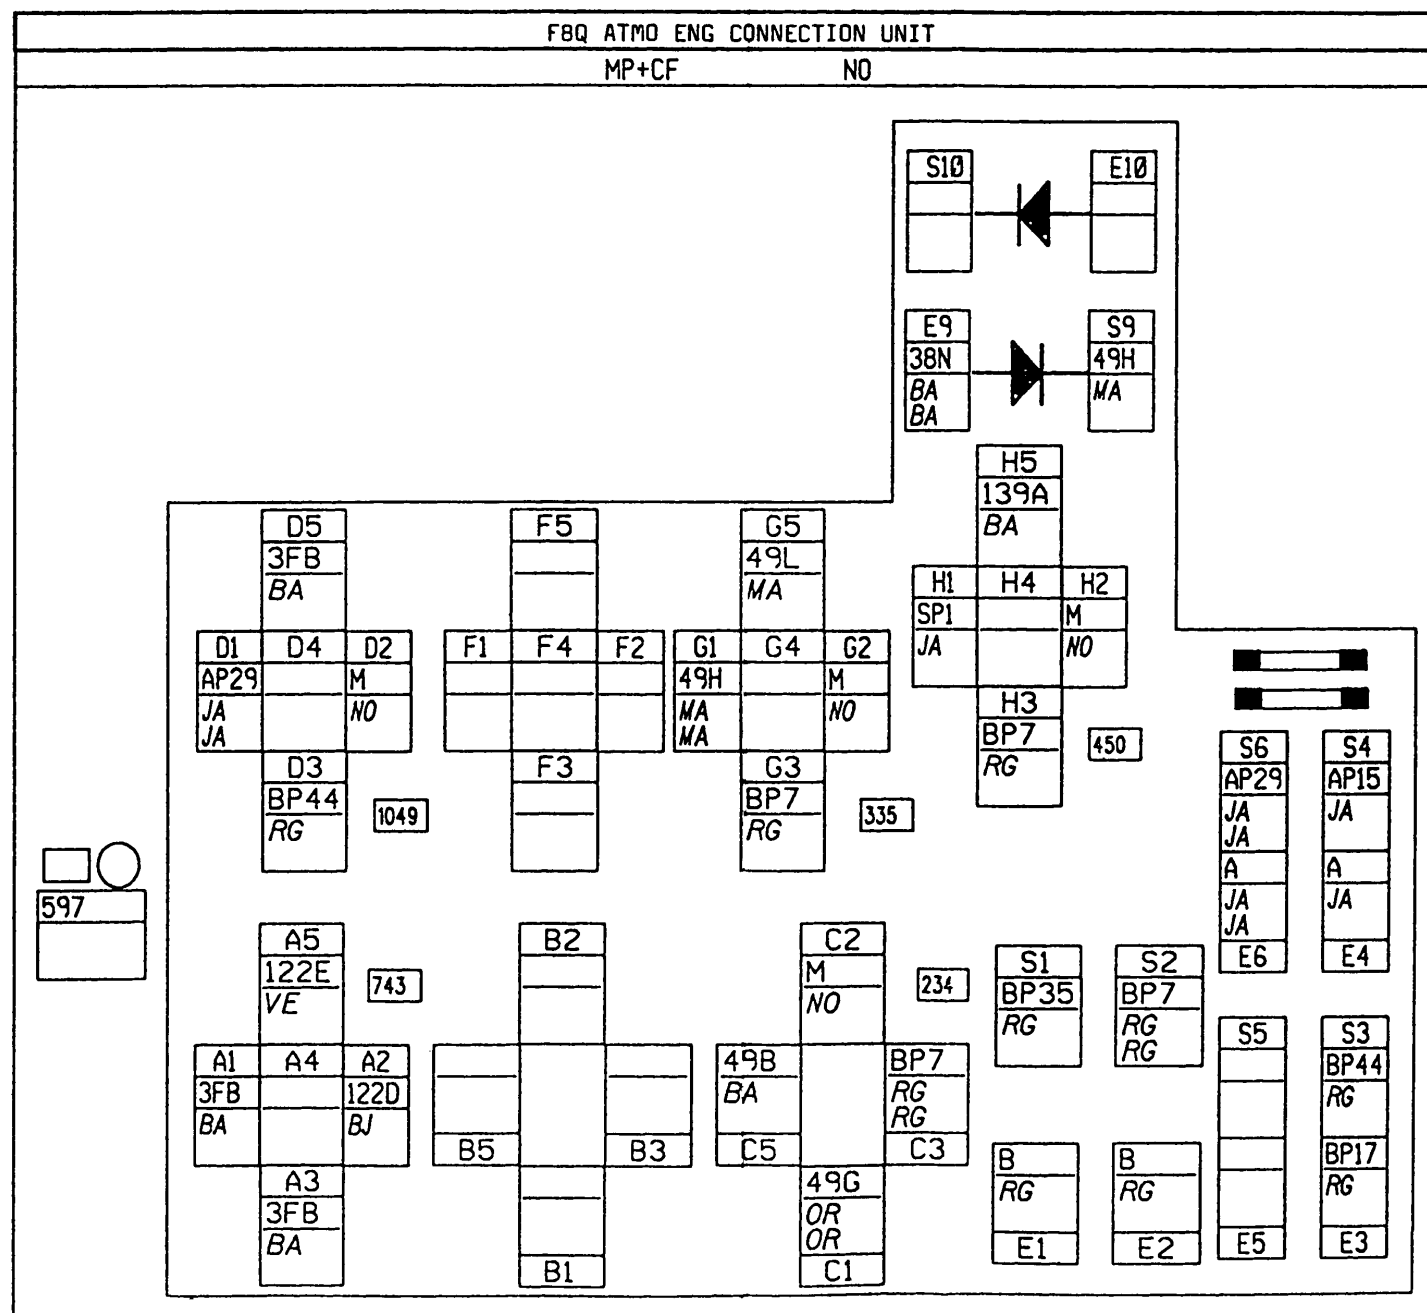 F8Q ATMO ENG CONNECTION UNIT
MP+CF NO
S10 E10
E9 S9
38N 49H
BA MA
BA
H5
139A
BA
D5 F5 G5
3FB 49L
BA MA
H1 H4 H2
SP1 M
JA NO
D1 D4 D2 F1 F4 F2 G1 G4 G2
AP29 M 49H M
JA NO MA NO
JA MA
H3
BP7
RG
450
D3 F3 G3
BP44 BP7
RG RG
1049 335
S6 S4
AP29 AP15
JA JA
JA
A A
JA JA
JA
E6 E4
597
A5 B2 C2
122E M
VE NO
743 234
S1 S2
BP35 BP7
RG RG
RG
A1 A4 A2
3FB 122D
BA BJ
B5 B3
49B BP7
BA RG
RG
C5 C3
S5 S3
BP44
RG
BP17
RG
E5 E3
A3
3FB
BA
B1
49G
OR
OR
C1
B B
RG RG
E1 E2